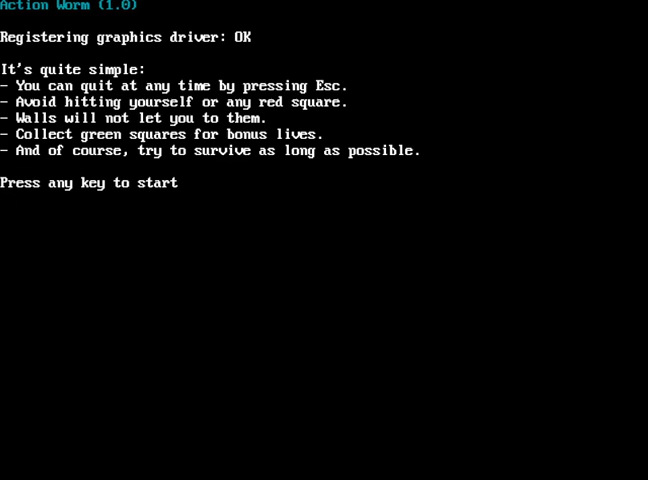 Action Worm (1.0)
Registering graphics driver: OK
It's quite simple:
- You can quit at any time by pressing Esc.
- Avoid hitting yourself or any red square.
- Walls will not let you to them.
- Collect green squares for bonus lives.
- And of course, try to survive as long as possible.
Press any key to start